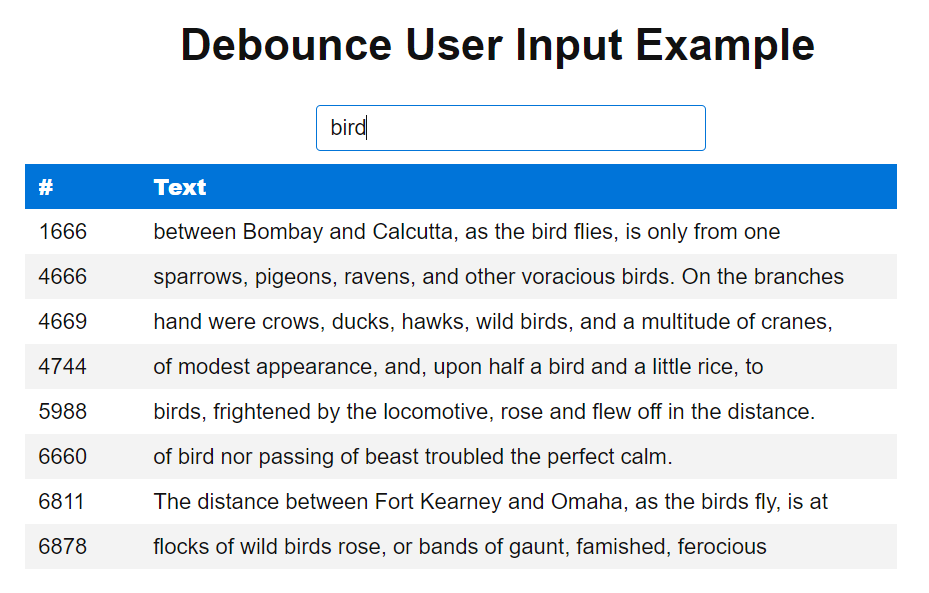 Debounce User Input Example
bird
# Text
1666 between Bombay and Calcutta, as the bird flies, is only from one
4666 sparrows, pigeons, ravens, and other voracious birds. On the branches
4669 hand were crows, ducks, hawks, wild birds, and a multitude of cranes,
4744 of modest appearance, and, upon half a bird and a little rice, to
5988 birds, frightened by the locomotive, rose and flew off in the distance.
6660 of bird nor passing of beast troubled the perfect calm.
6811 The distance between Fort Kearney and Omaha, as the birds fly, is at
6878 flocks of wild birds rose, or bands of gaunt, famished, ferocious